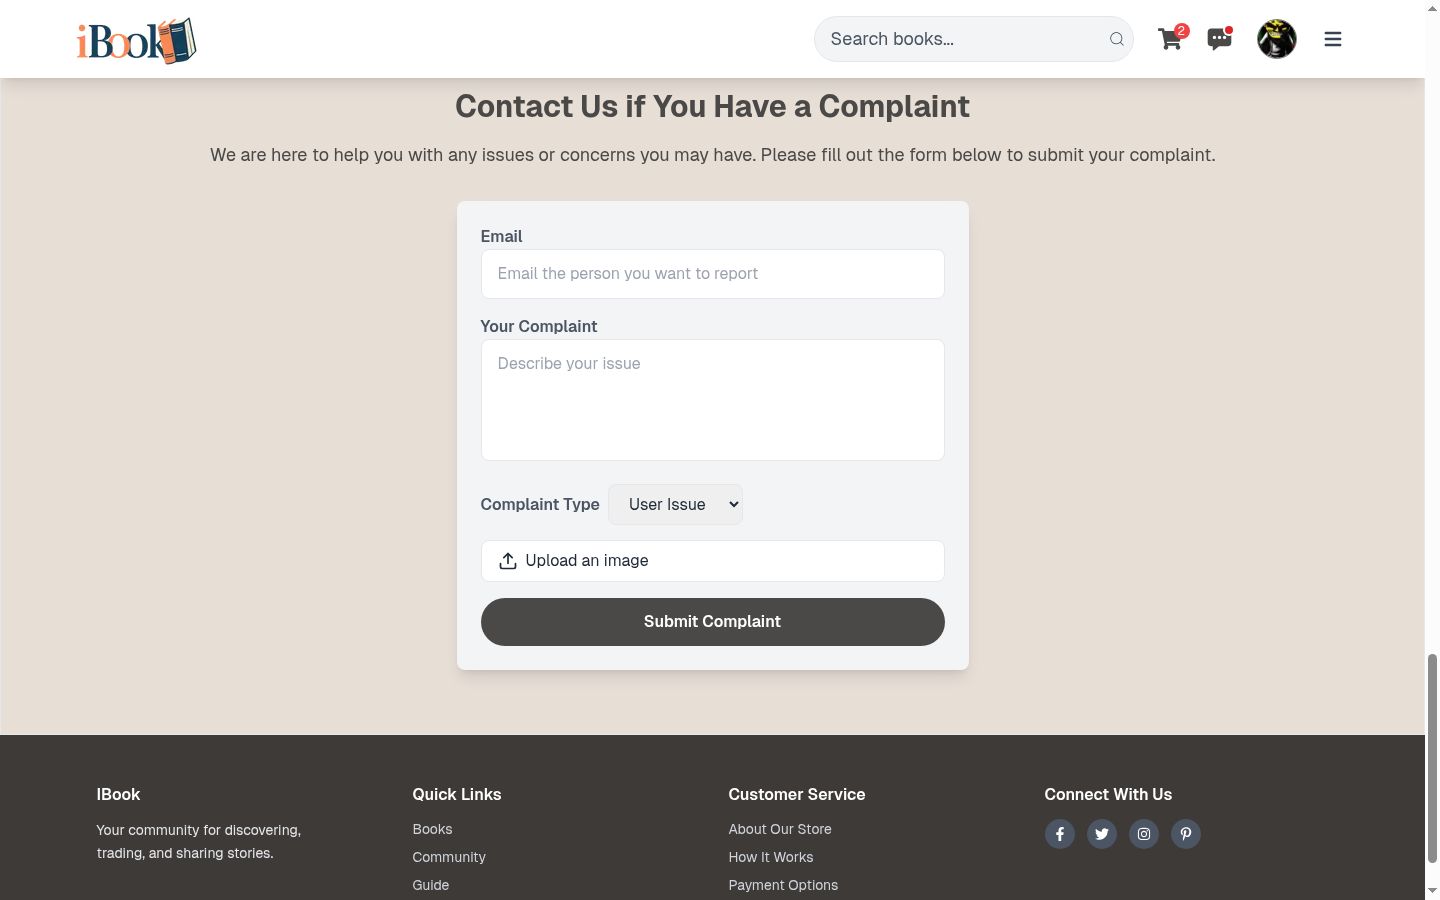 iBook
Search books...
2
Contact Us if You Have a Complaint
We are here to help you with any issues or concerns you may have. Please fill out the form below to submit your complaint.
Email
Email the person you want to report
Your Complaint
Describe your issue
Complaint Type User Issue
Upload an image
Submit Complaint
IBook
Your community for discovering,
trading, and sharing stories.
Quick Links
Books
Community
Guide
Customer Service
About Our Store
How It Works
Payment Options
Connect With Us